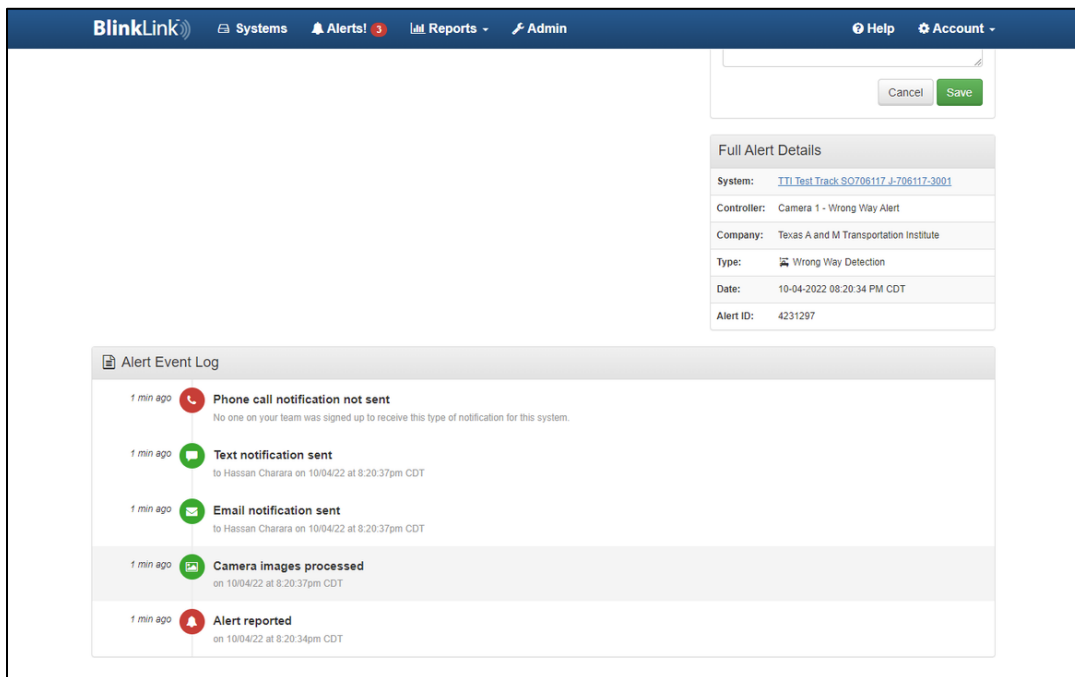 BlinkLink Systems Alerts! 3 Reports Admin Help Account
Cancel Save
Full Alert Details
System: TTI Test Track SO706117 J-706117-3001
Controller: Camera 1 - Wrong Way Alert
Company: Texas A and M Transportation Institute
Type: Wrong Way Detection
Date: 10-04-2022 08:20:34 PM CDT
Alert ID: 4231297
Alert Event Log
1 min ago Phone call notification not sent
No one on your team was signed up to receive this type of notification for this system.
1 min ago Text notification sent
to Hassan Charara on 10/04/22 at 8:20:37pm CDT
1 min ago Email notification sent
to Hassan Charara on 10/04/22 at 8:20:37pm CDT
1 min ago Camera images processed
on 10/04/22 at 8:20:37pm CDT
1 min ago Alert reported
on 10/04/22 at 8:20:34pm CDT